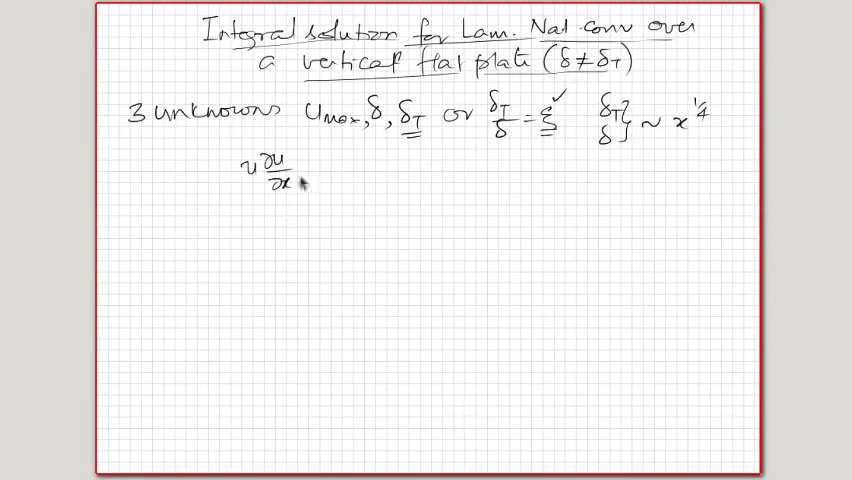 Integral solution for Lam. Nat conv over
a vertical flat plate (δ ≠ δ_T)
3 unknowns u_max, δ, δ_T or δ_T/δ = ξ ✓ δ_T, δ} ~ x^1/4
u ∂u/∂x